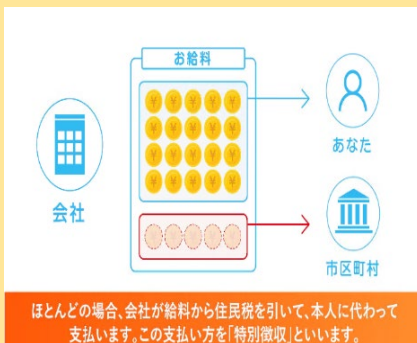 お給料
会社
あなた
市区町村
ほとんどの場合、会社が給料から住民税を引いて、本人に代わって
支払います。この支払い方を「特別徴収」といいます。